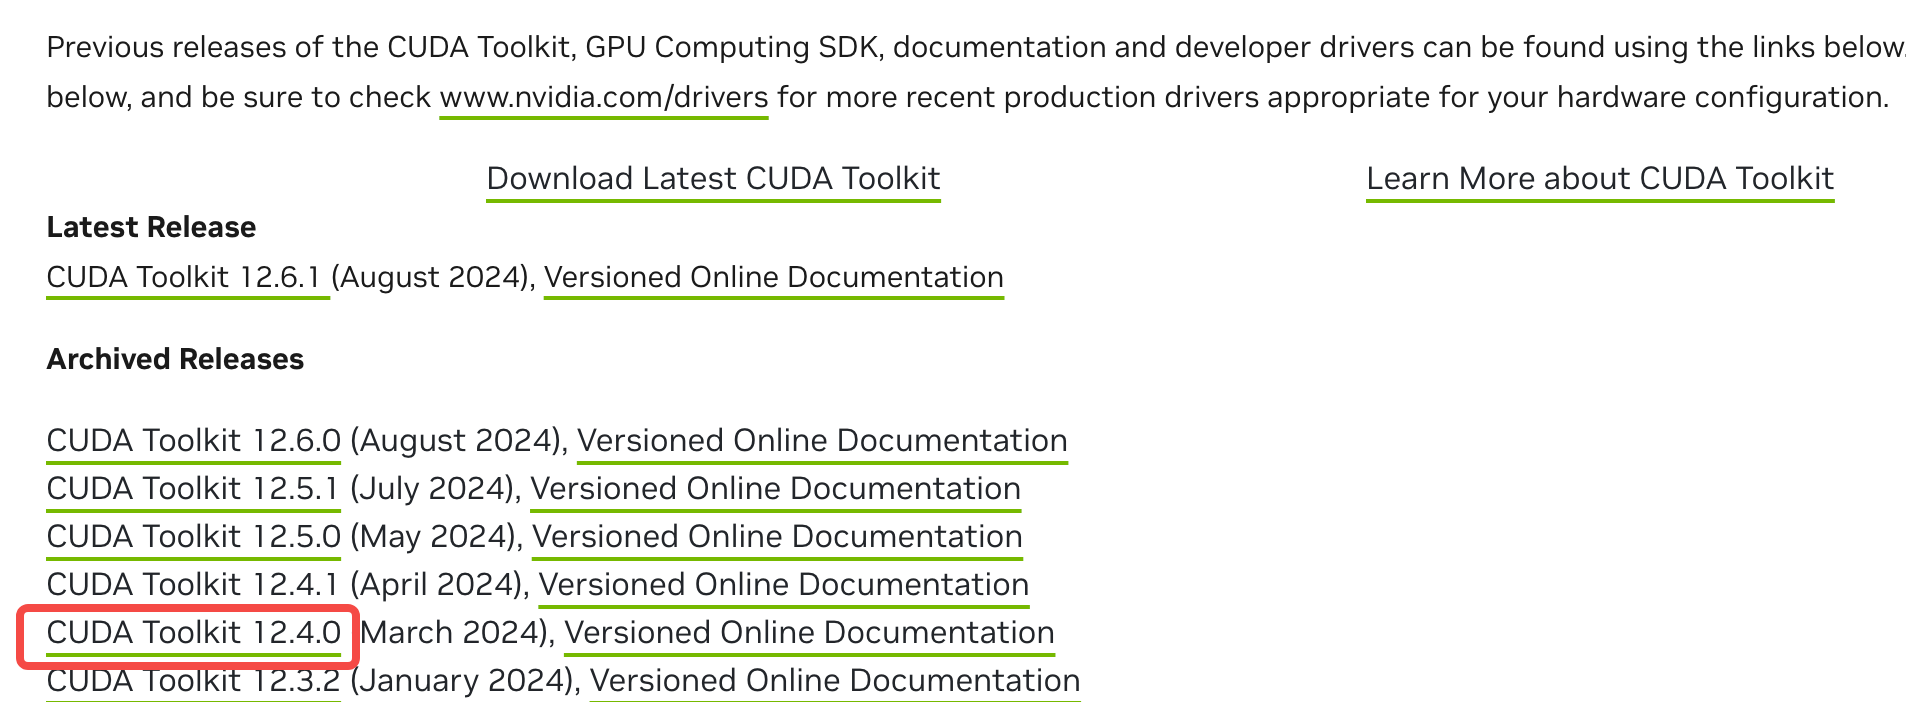 Previous releases of the CUDA Toolkit, GPU Computing SDK, documentation and developer drivers can be found using the links below.
below, and be sure to check www.nvidia.com/drivers for more recent production drivers appropriate for your hardware configuration.
Download Latest CUDA Toolkit Learn More about CUDA Toolkit
Latest Release
CUDA Toolkit 12.6.1 (August 2024), Versioned Online Documentation
Archived Releases
CUDA Toolkit 12.6.0 (August 2024), Versioned Online Documentation
CUDA Toolkit 12.5.1 (July 2024), Versioned Online Documentation
CUDA Toolkit 12.5.0 (May 2024), Versioned Online Documentation
CUDA Toolkit 12.4.1 (April 2024), Versioned Online Documentation
CUDA Toolkit 12.4.0 (March 2024), Versioned Online Documentation
CUDA Toolkit 12.3.2 (January 2024), Versioned Online Documentation